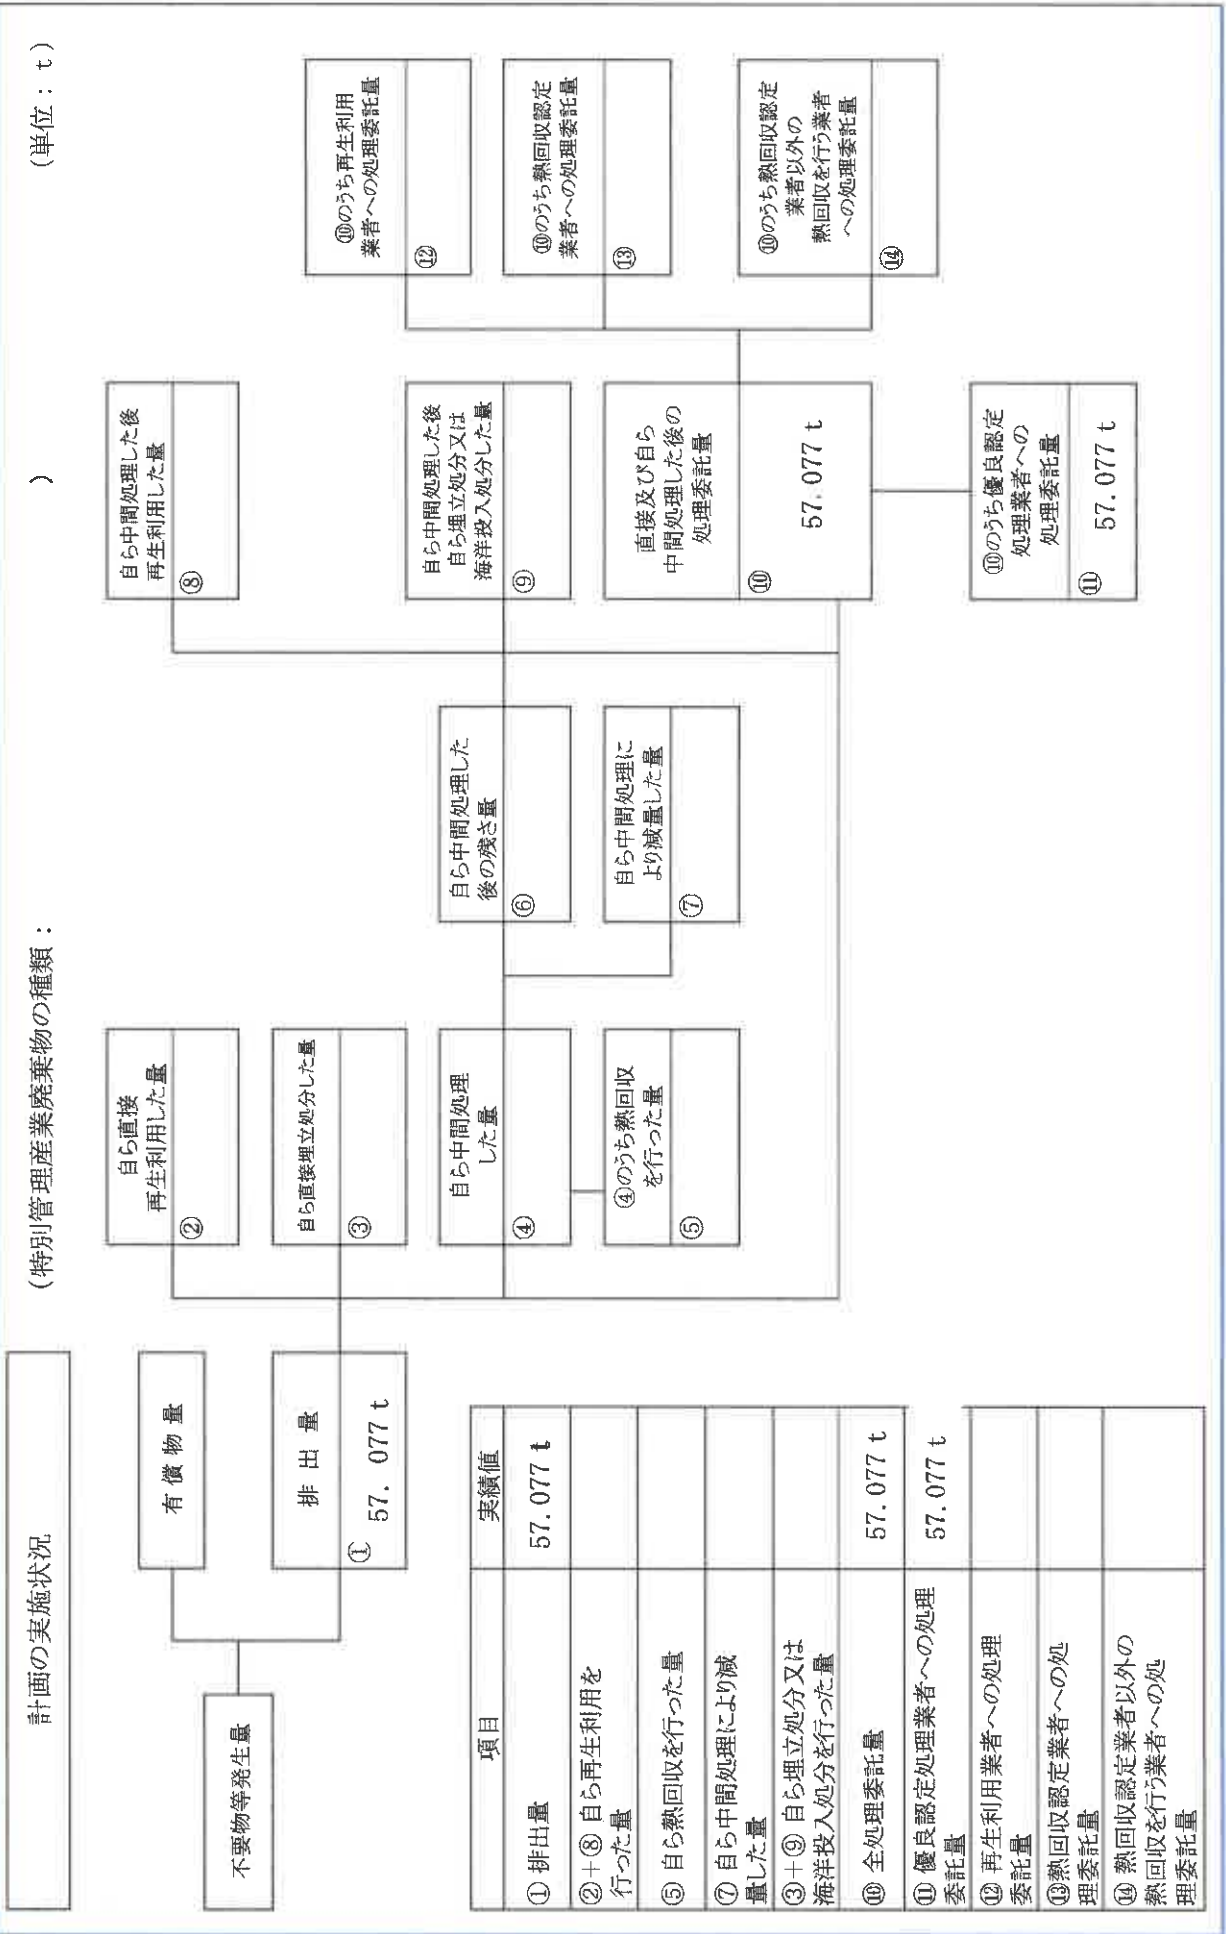 計画の実施状況
(特別管理産業廃棄物の種類：
)
(単位：t)
不要物等発生量
有償物量
排出量
①
57. 077 t
自ら直接
再生利用した量
②
自ら直接埋立処分した量
③
自ら中間処理
した量
④
④のうち熱回収
を行った量
⑤
自ら中間処理した
後の残さ量
⑥
自ら中間処理に
より減量した量
⑦
自ら中間処理した後
再生利用した量
⑧
自ら中間処理した後
自ら埋立処分又は
海洋投入処分した量
⑨
直接及び自ら
中間処理した後の
処理委託量
⑩
57.077 t
⑩のうち優良認定
処理業者への
処理委託量
⑪
57.077 t
⑩のうち再生利用
業者への処理委託量
⑫
⑩のうち熱回収認定
業者への処理委託量
⑬
⑩のうち熱回収認定
業者以外の
熱回収を行う業者
への処理委託量
⑭
項目
実績値
① 排出量
57.077 t
②＋⑧ 自ら再生利用を
行った量
⑤ 自ら熱回収を行った量
⑦ 自ら中間処理により減
量した量
③＋⑨ 自ら埋立処分又は
海洋投入処分を行った量
⑩ 全処理委託量
57.077 t
⑪ 優良認定処理業者への処理
委託量
57.077 t
⑫ 再生利用業者への処理
委託量
⑬熱回収認定業者への処
理委託量
⑭ 熱回収認定業者以外の
熱回収を行う業者への処
理委託量